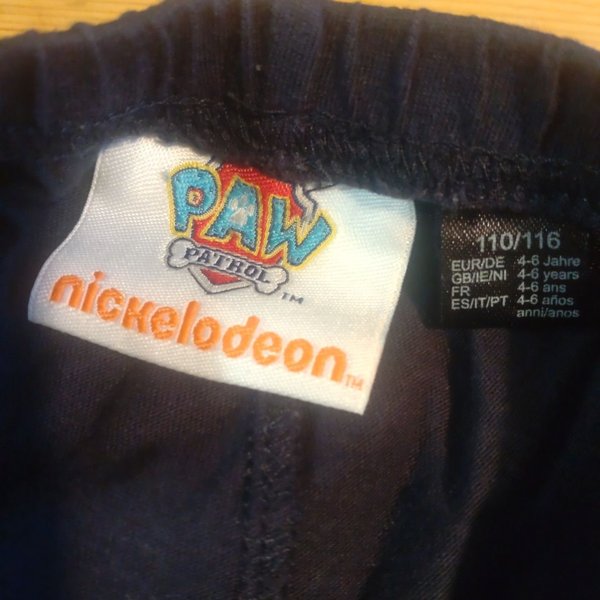 PAW
PATROL
TM
nickelodeon
TM
110/116
EUR/DE 4-6 Jahre
GB/IE/NI 4-6 years
FR 4-6 ans
ES/IT/PT 4-6 años
anni/anos